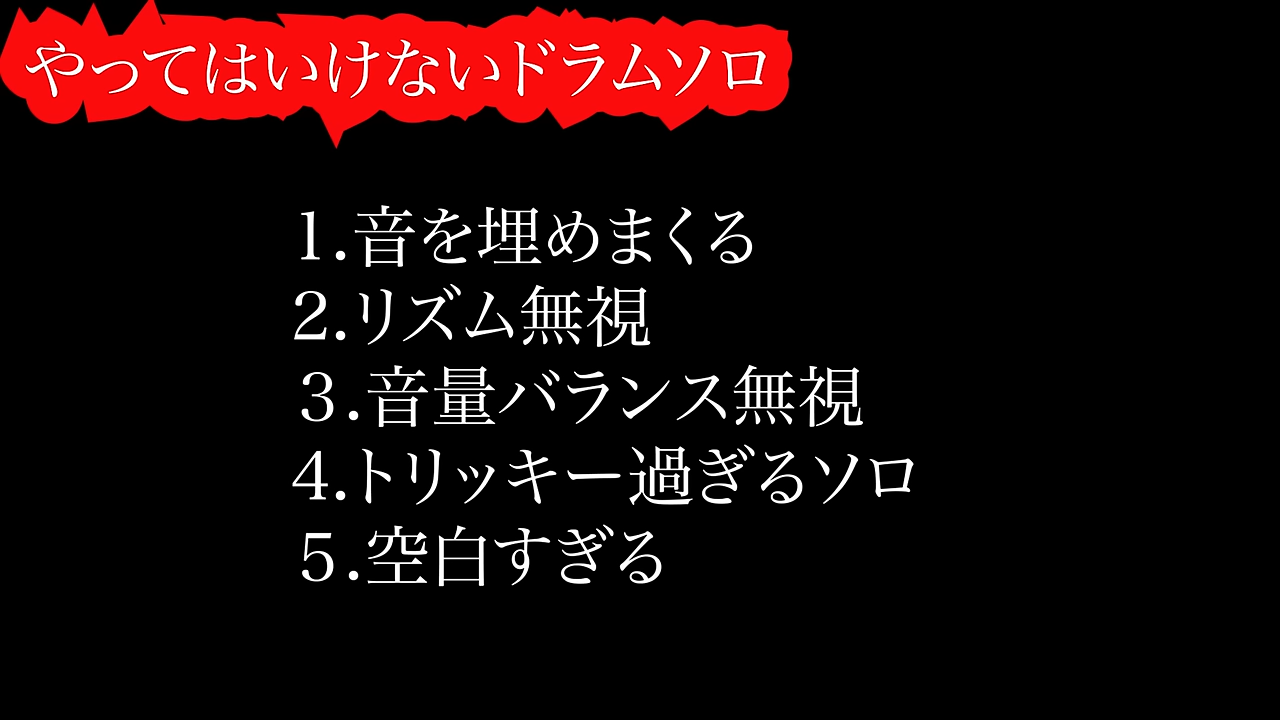 やってはいけないドラムソロ
１.音を埋めまくる
２.リズム無視
３.音量バランス無視
４.トリッキー過ぎるソロ
５.空白すぎる